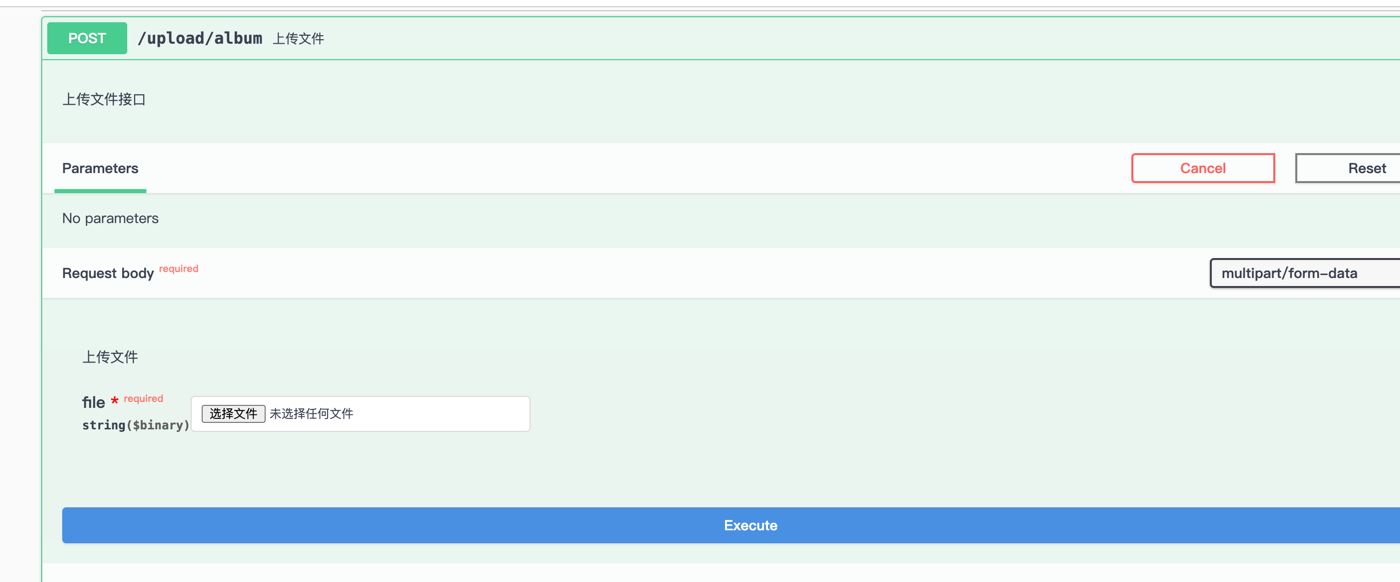 POST /upload/album 上传文件
上传文件接口
Parameters
Cancel
Reset
No parameters
Request body required
multipart/form-data
上传文件
file * required
string($binary)
选择文件 未选择任何文件
Execute